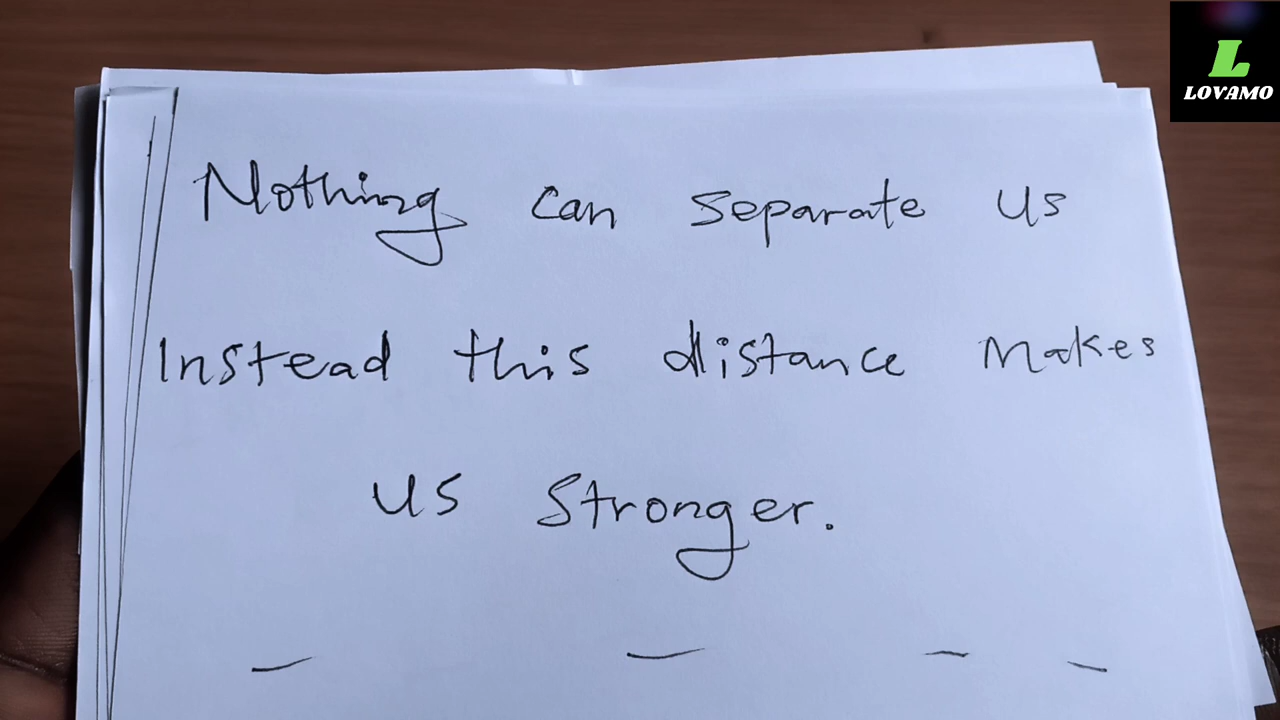 L
LOVAMO
Nothing can separate us
Instead this distance makes
us stronger.